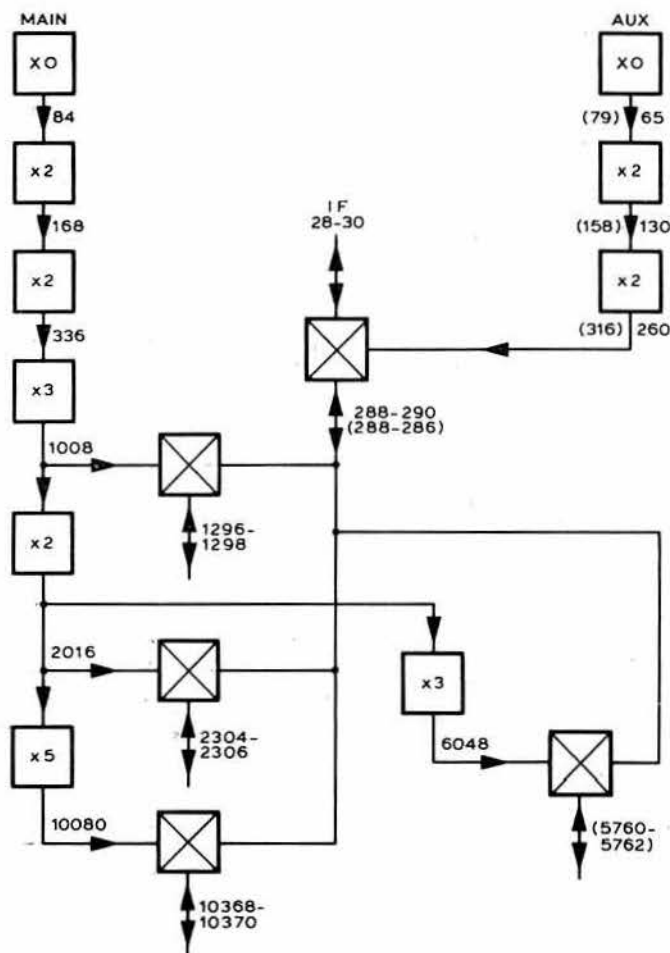 MAIN
XO
84
x2
168
x2
336
x3
1008
x2
2016
x5
10080
AUX
XO
(79) 65
x2
(158) 130
x2
(316) 260
IF
28-30
288-290
(288-286)
1296-
1298
2304-
2306
10368-
10370
x3
6048
(5760-
5762)